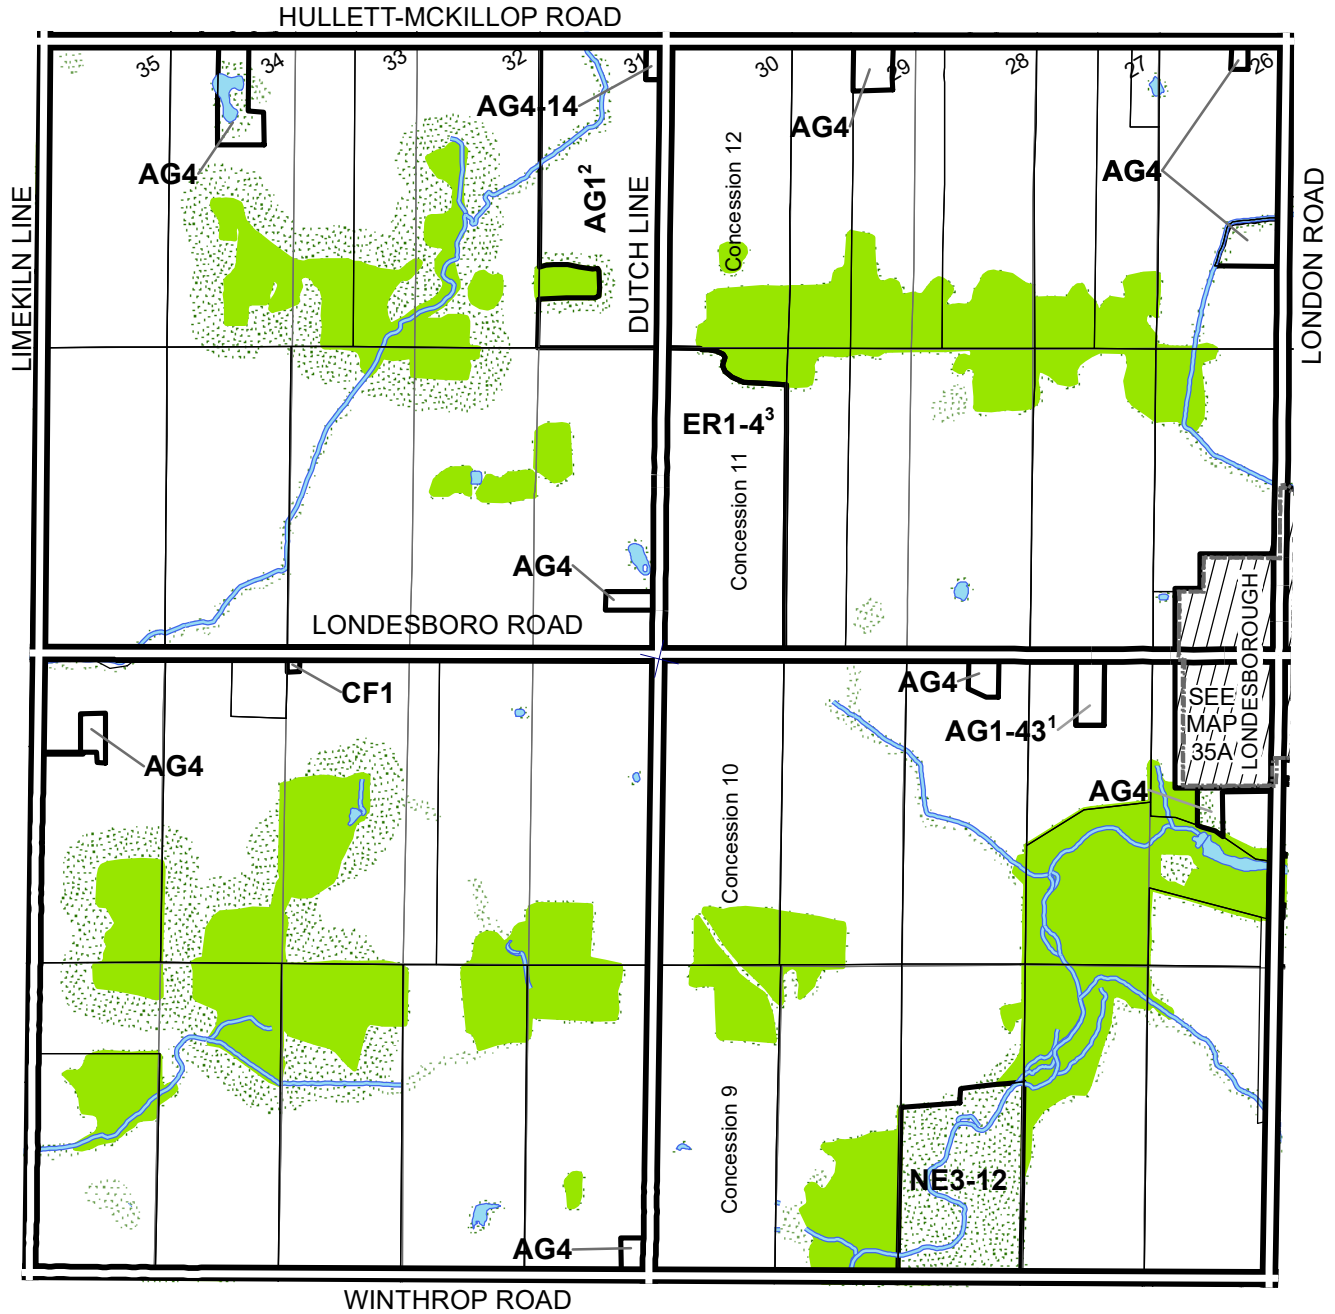 HULLETT-MCKILLOP ROAD
35
34
33
32
31
30
29
28
27
26
AG4-14
AG4
AG4
AG4
AG1²
DUTCH LINE
Concession 12
LIMEKILN LINE
LONDON ROAD
ER1-4³
Concession 11
AG4
LONDESBORO ROAD
LONDESBOROUGH
CF1
AG4
AG4
AG1-43¹
SEE
MAP
35A
AG4
Concession 10
Concession 9
NE3-12
AG4
WINTHROP ROAD